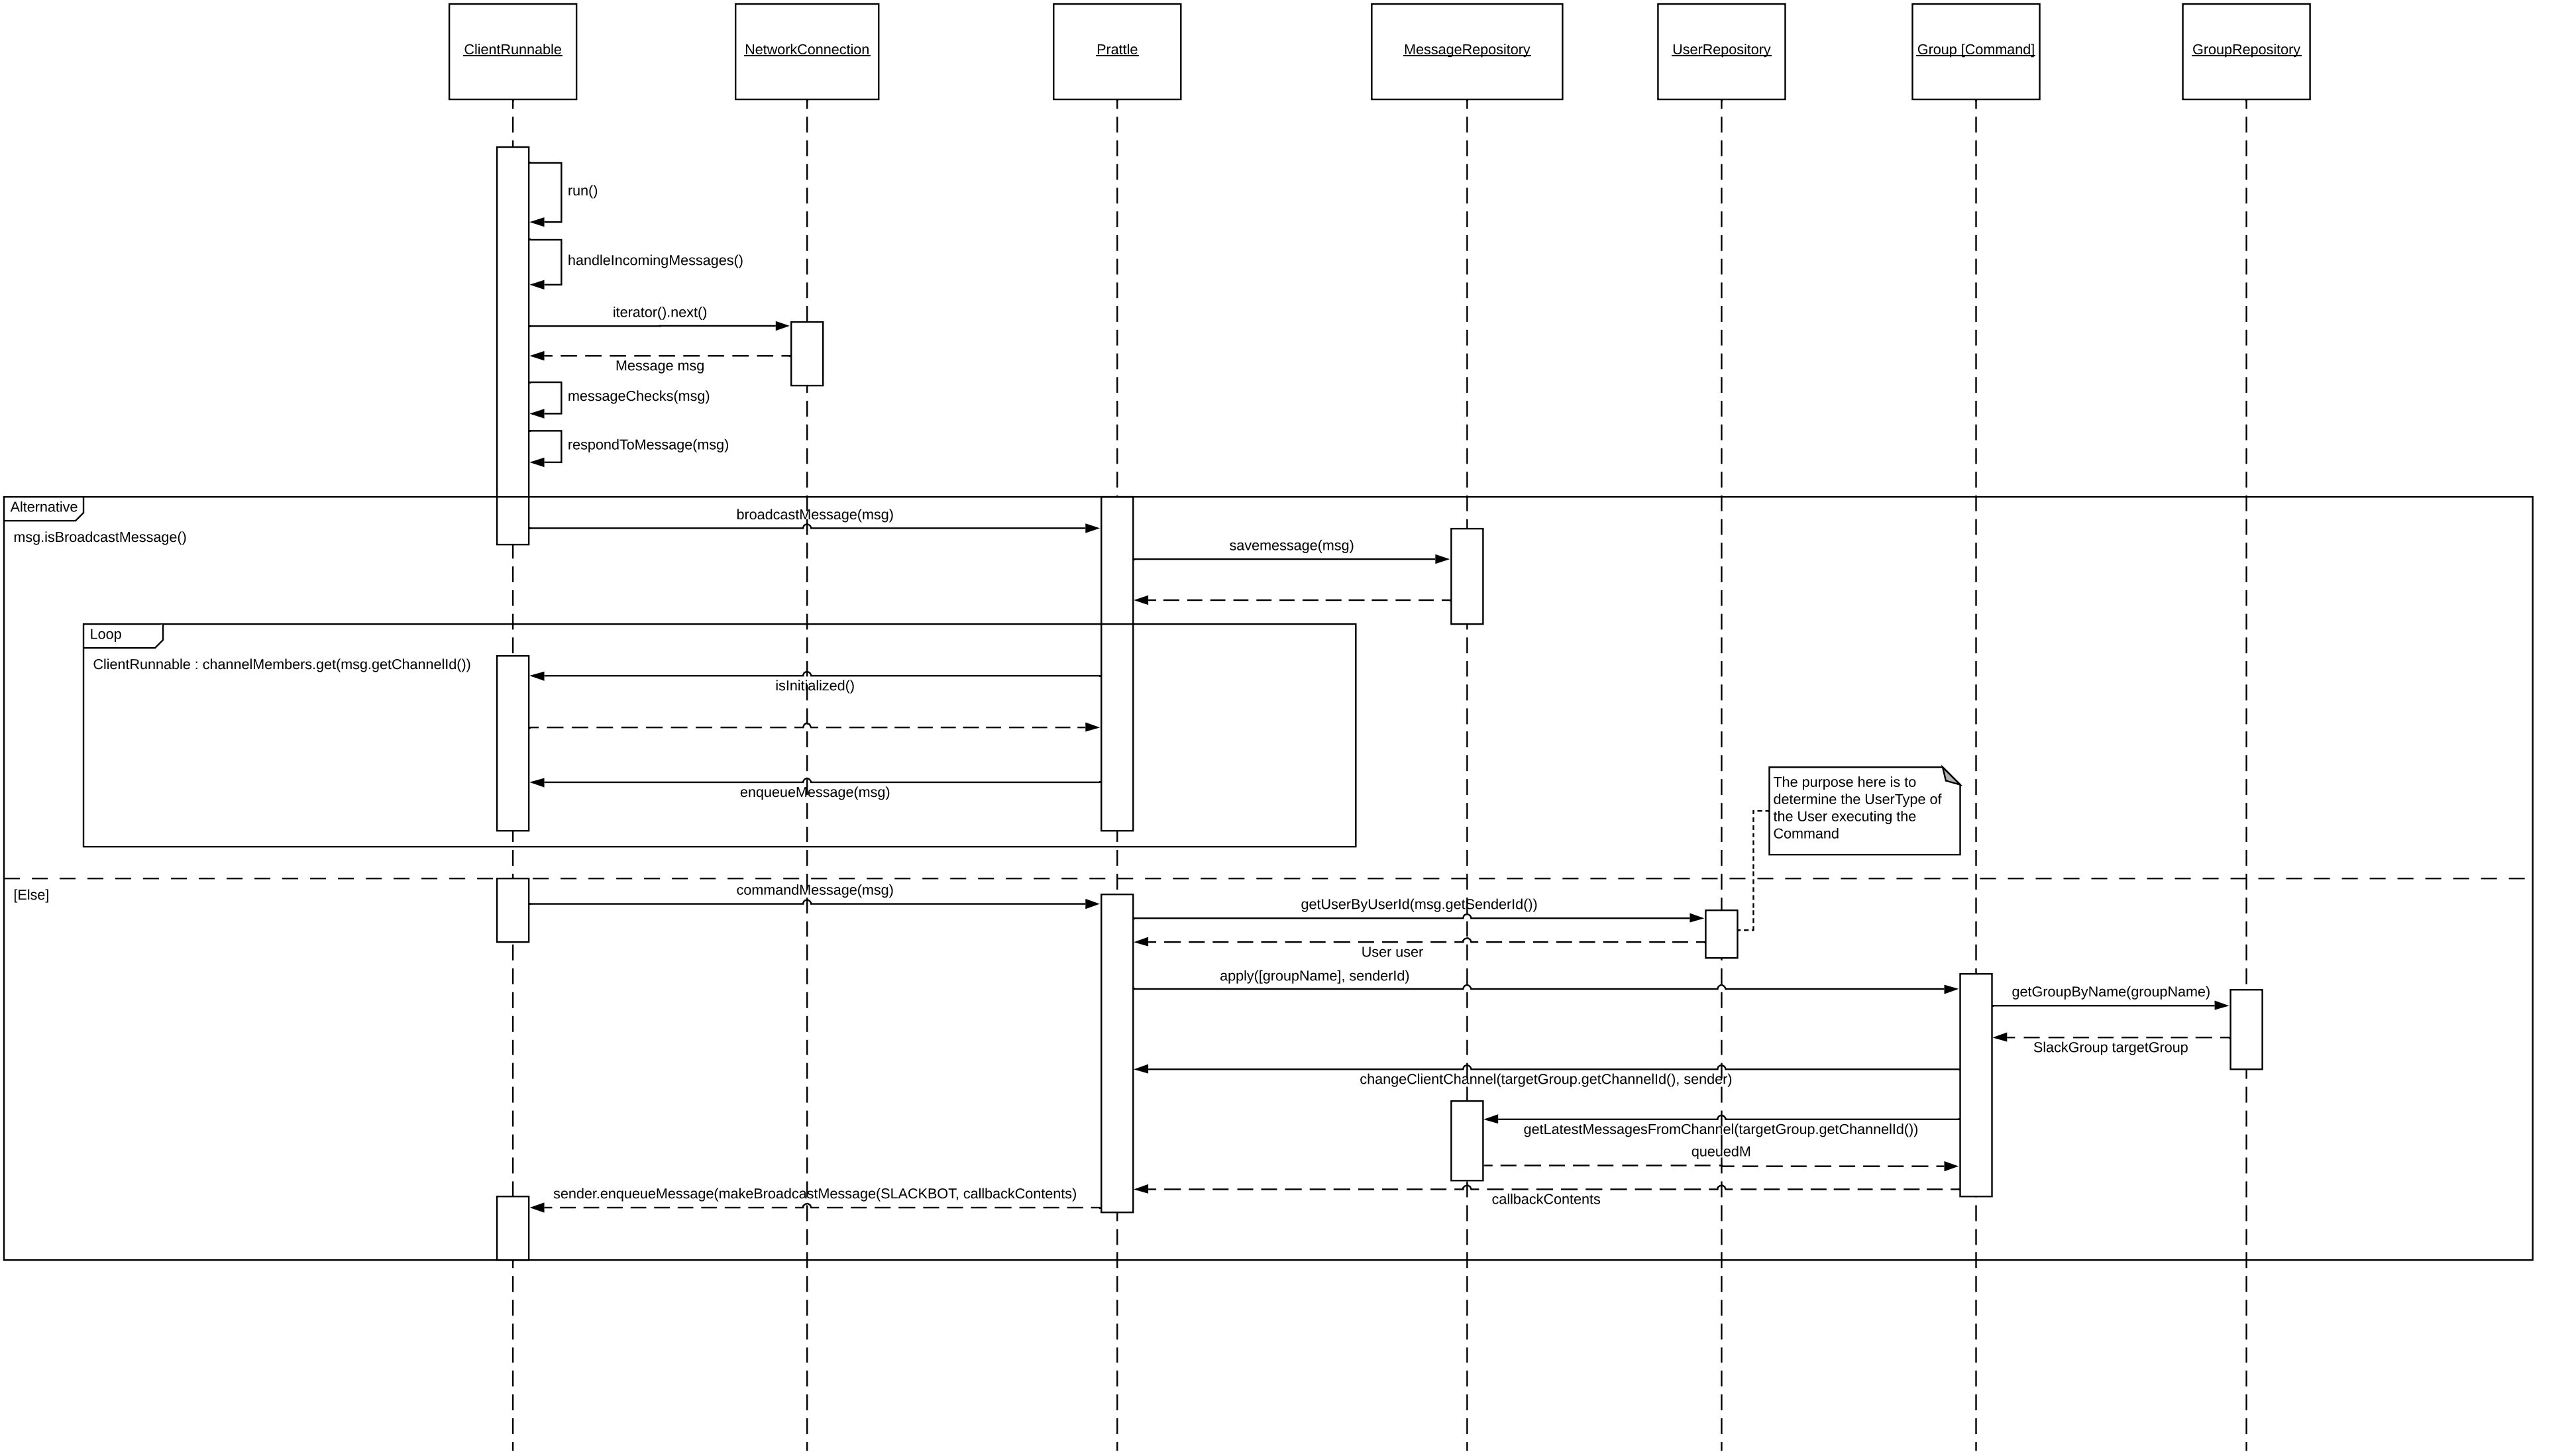 ClientRunnable
NetworkConnection
Prattle
MessageRepository
UserRepository
Group [Command]
GroupRepository
run()
handleIncomingMessages()
iterator().next()
Message msg
messageChecks(msg)
respondToMessage(msg)
Alternative
msg.isBroadcastMessage()
broadcastMessage(msg)
savemessage(msg)
Loop
ClientRunnable : channelMembers.get(msg.getChannelId())
isInitialized()
enqueueMessage(msg)
The purpose here is to
determine the UserType of
the User executing the
Command
[Else]
commandMessage(msg)
getUserByUserId(msg.getSenderId())
User user
apply([groupName], senderId)
getGroupByName(groupName)
SlackGroup targetGroup
changeClientChannel(targetGroup.getChannelId(), sender)
getLatestMessagesFromChannel(targetGroup.getChannelId())
queuedM
sender.enqueueMessage(makeBroadcastMessage(SLACKBOT, callbackContents)
callbackContents